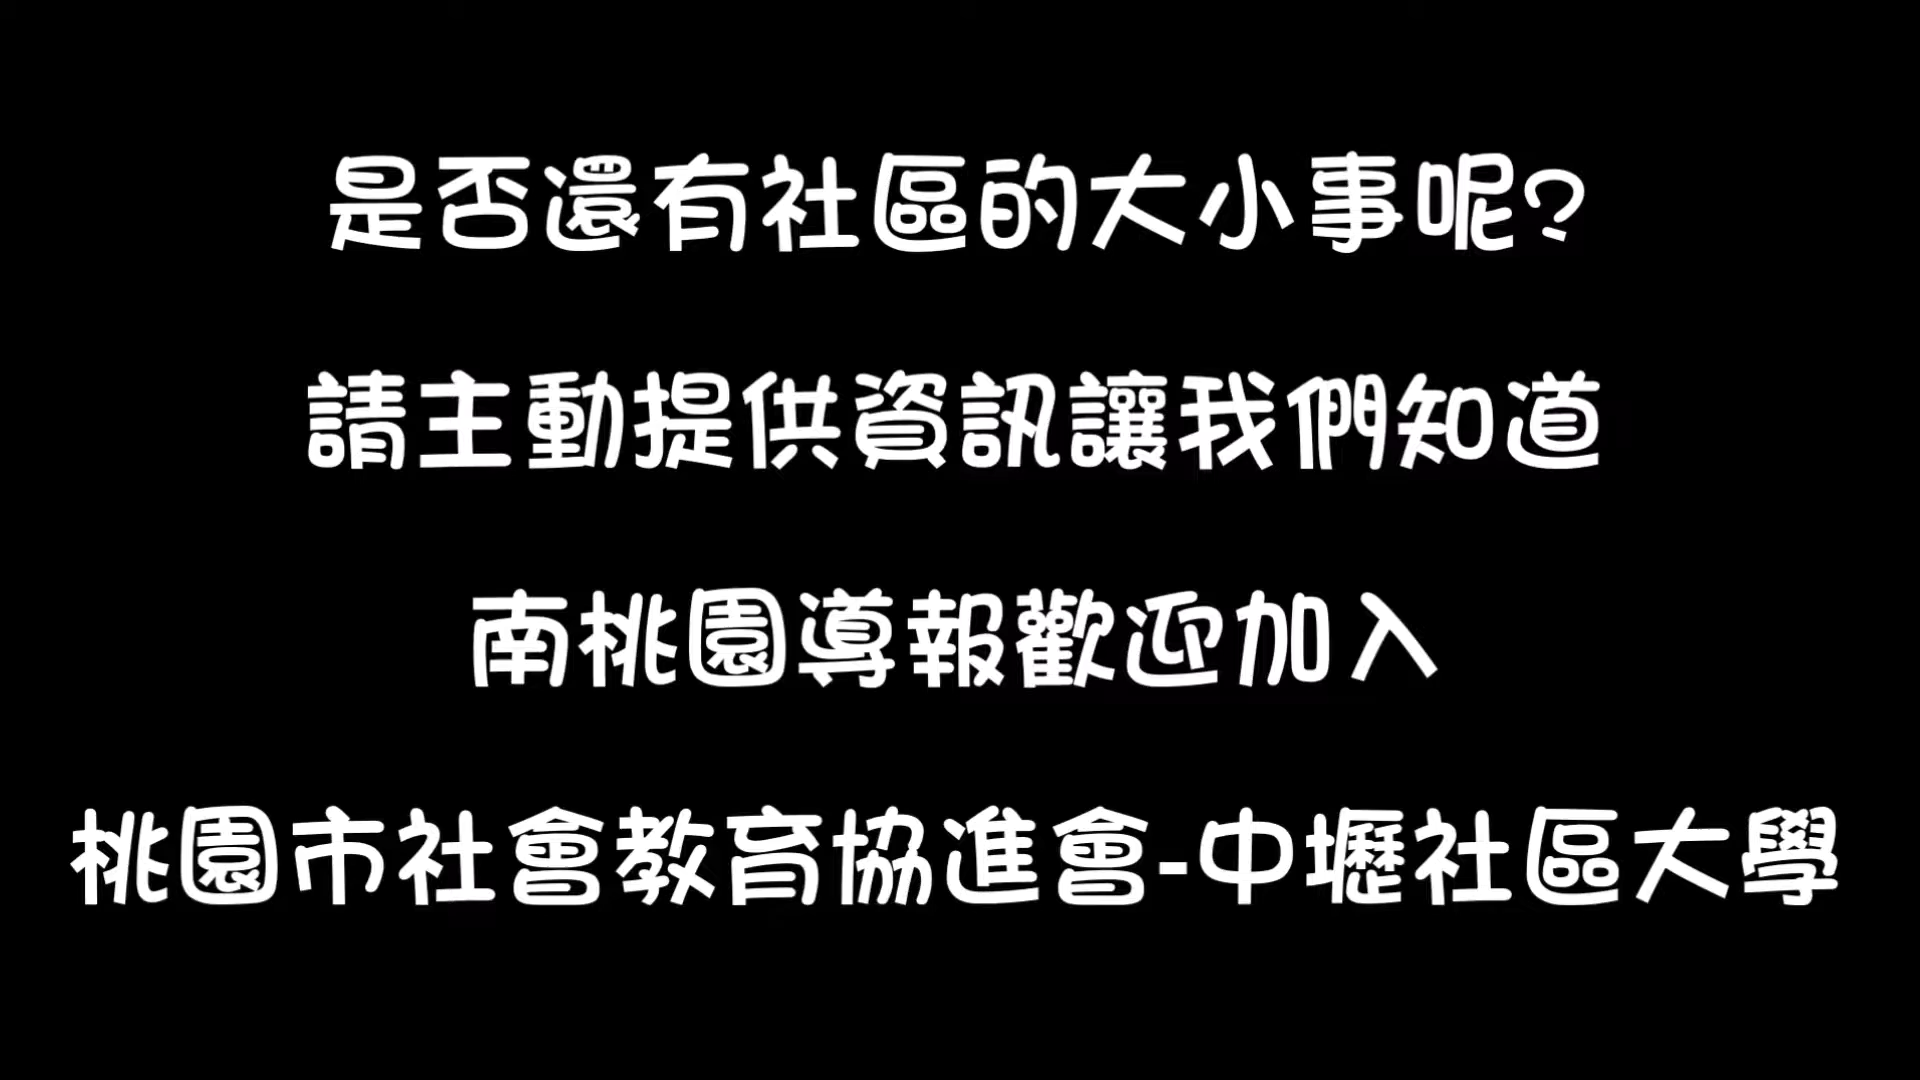 是否還有社區的大小事呢?
請主動提供資訊讓我們知道
南桃園導報歡迎加入
桃園市社會教育協進會-中壢社區大學